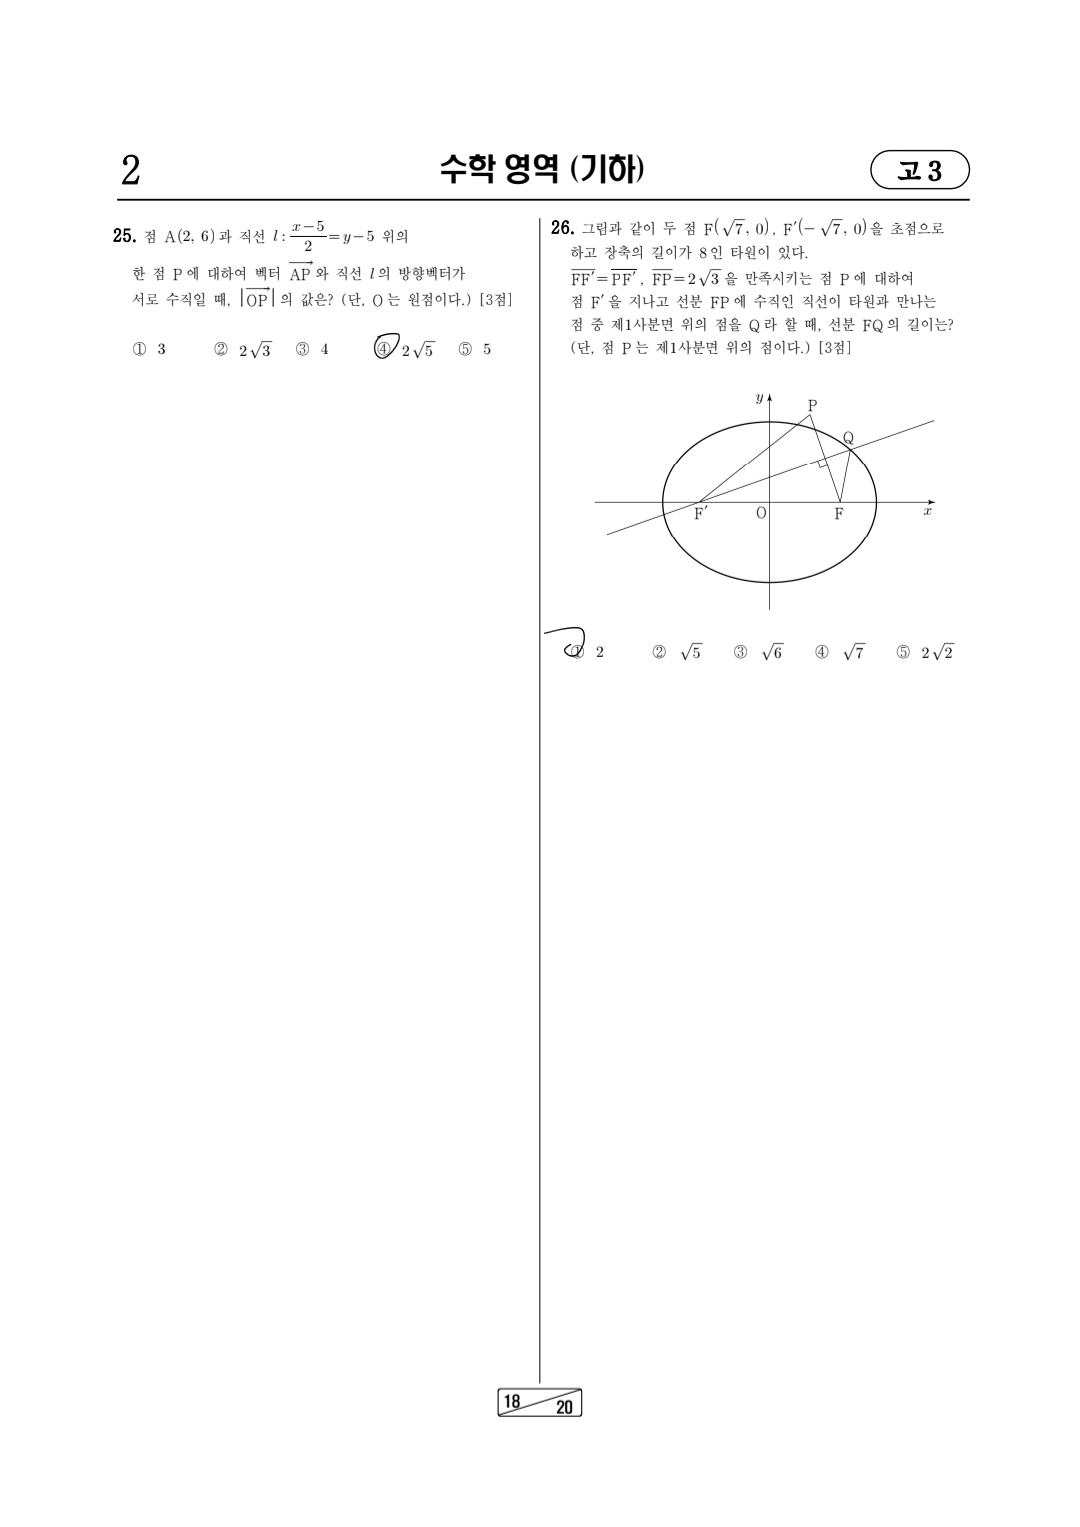 2
수학 영역 (기하)
고 3
25. 점 A(2, 6)과 직선 l : \frac{x-5}{2}=y-5 위의
한 점 P에 대하여 벡터 \overrightarrow{AP}와 직선 l의 방향벡터가
서로 수직일 때, |\overrightarrow{OP}|의 값은? (단, O는 원점이다.) [3점]
① 3 ② 2√3 ③ 4 ④ 2√5 ⑤ 5
26. 그림과 같이 두 점 F(√7, 0), F′(−√7, 0)을 초점으로
하고 장축의 길이가 8인 타원이 있다.
\overline{FF′}=\overline{PF′}, \overline{FP}=2√3을 만족시키는 점 P에 대하여
점 F′을 지나고 선분 FP에 수직인 직선이 타원과 만나는
점 중 제1사분면 위의 점을 Q라 할 때, 선분 FQ의 길이는?
(단, 점 P는 제1사분면 위의 점이다.) [3점]
y
P
Q
F′
O
F
x
① 2 ② √5 ③ √6 ④ √7 ⑤ 2√2
18
20